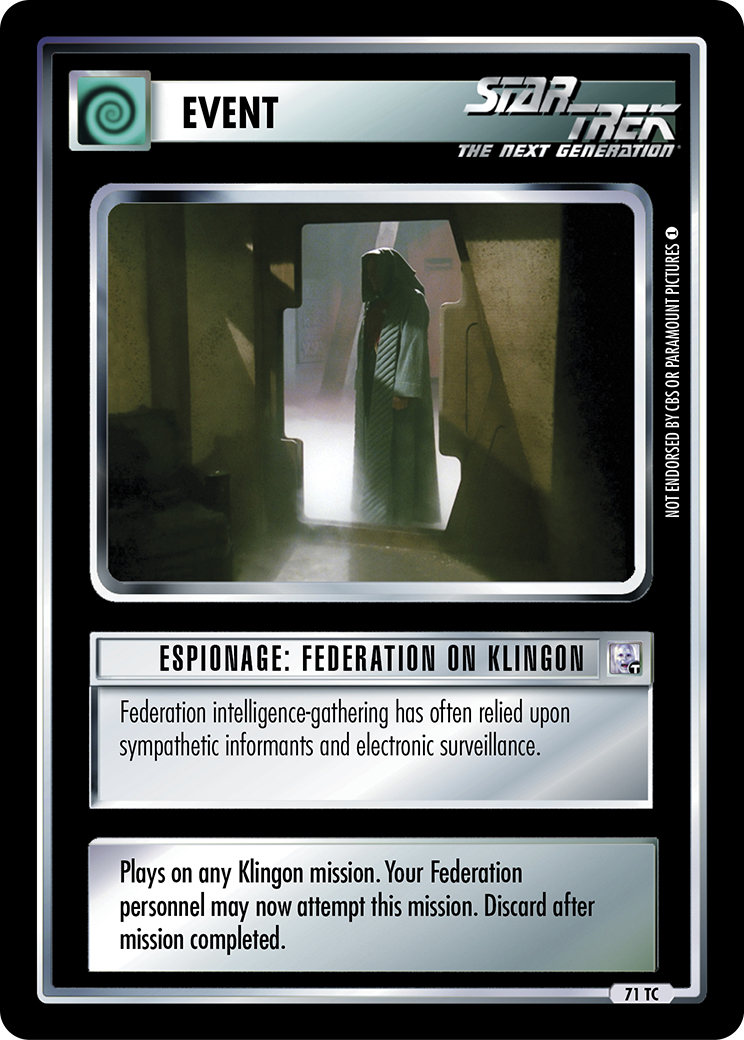 EVENT
STAR TREK
THE NEXT GENERATION
NOT ENDORSED BY CBS OR PARAMOUNT PICTURES 1
ESPIONAGE: FEDERATION ON KLINGON
T
Federation intelligence-gathering has often relied upon
sympathetic informants and electronic surveillance.
Plays on any Klingon mission. Your Federation
personnel may now attempt this mission. Discard after
mission completed.
71 TC